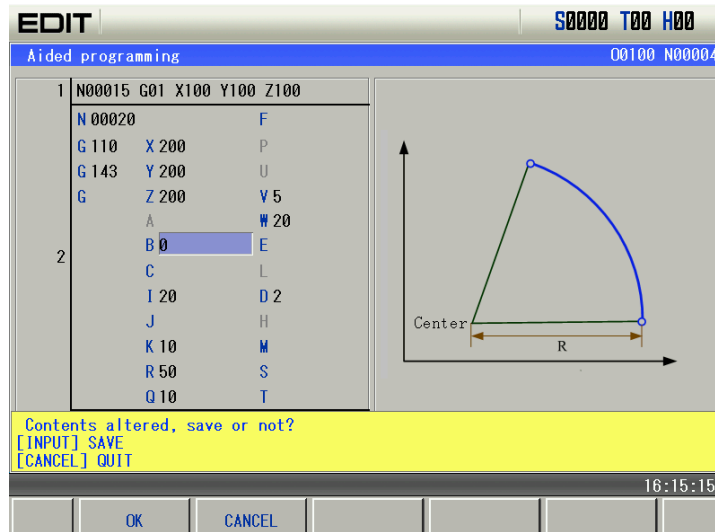 EDIT S0000 T00 H00
Aided programming O0100 N00004
1 N00015 G01 X100 Y100 Z100
N 00020 F
G 110 X 200 P
G 143 Y 200 U
G Z 200 V 5
A W 20
2 B 0 E
C L
I 20 D 2
J H
K 10 M
R 50 S
Q 10 T
Center
R
Contents altered, save or not?
[INPUT] SAVE
[CANCEL] QUIT
16:15:15
OK CANCEL